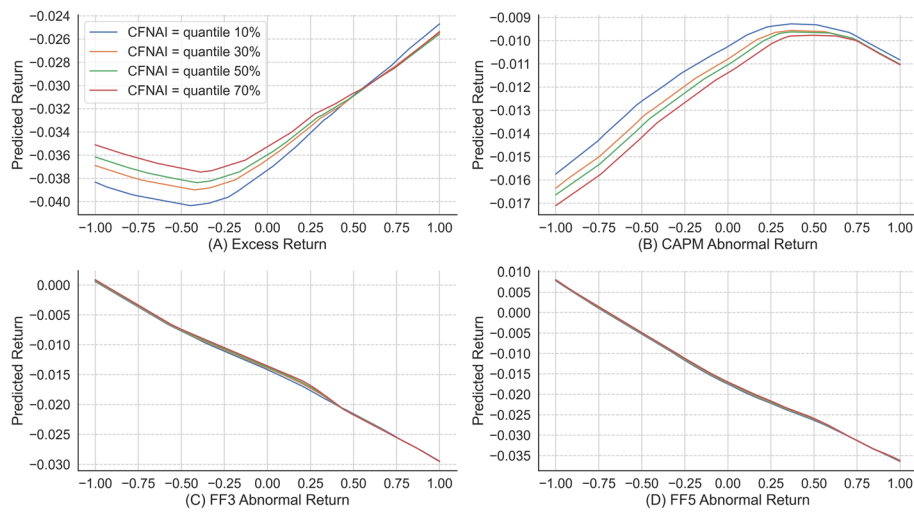 −0.024
−0.026
−0.028
−0.030
−0.032
−0.034
−0.036
−0.038
−0.040
Predicted Return
CFNAI = quantile 10%
CFNAI = quantile 30%
CFNAI = quantile 50%
CFNAI = quantile 70%
−1.00 −0.75 −0.50 −0.25 0.00 0.25 0.50 0.75 1.00
(A) Excess Return
−0.009
−0.010
−0.011
−0.012
−0.013
−0.014
−0.015
−0.016
−0.017
Predicted Return
−1.00 −0.75 −0.50 −0.25 0.00 0.25 0.50 0.75 1.00
(B) CAPM Abnormal Return
0.000
−0.005
−0.010
−0.015
−0.020
−0.025
−0.030
Predicted Return
−1.00 −0.75 −0.50 −0.25 0.00 0.25 0.50 0.75 1.00
(C) FF3 Abnormal Return
0.010
0.005
0.000
−0.005
−0.010
−0.015
−0.020
−0.025
−0.030
−0.035
Predicted Return
−1.00 −0.75 −0.50 −0.25 0.00 0.25 0.50 0.75 1.00
(D) FF5 Abnormal Return